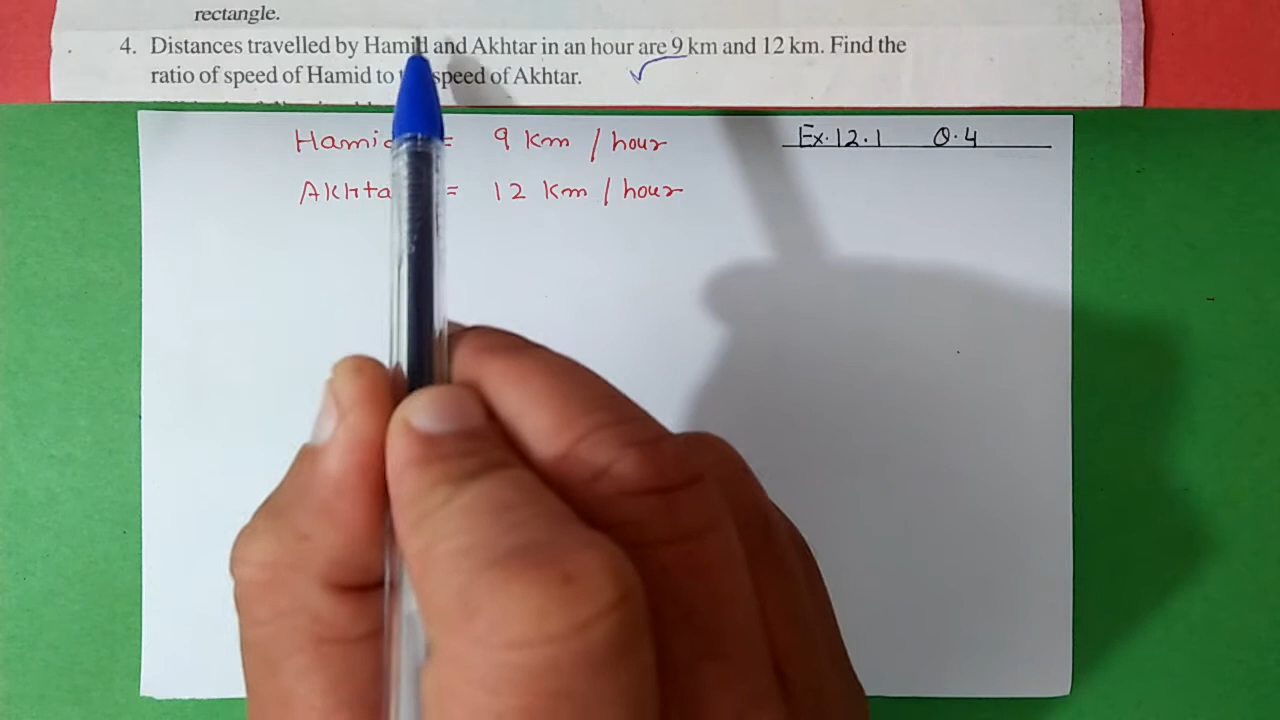 rectangle.
4. Distances travelled by Hamid and Akhtar in an hour are 9 km and 12 km. Find the
ratio of speed of Hamid to speed of Akhtar.
Ex. 12.1 Q.4
= 9 km / hour
= 12 km / hour